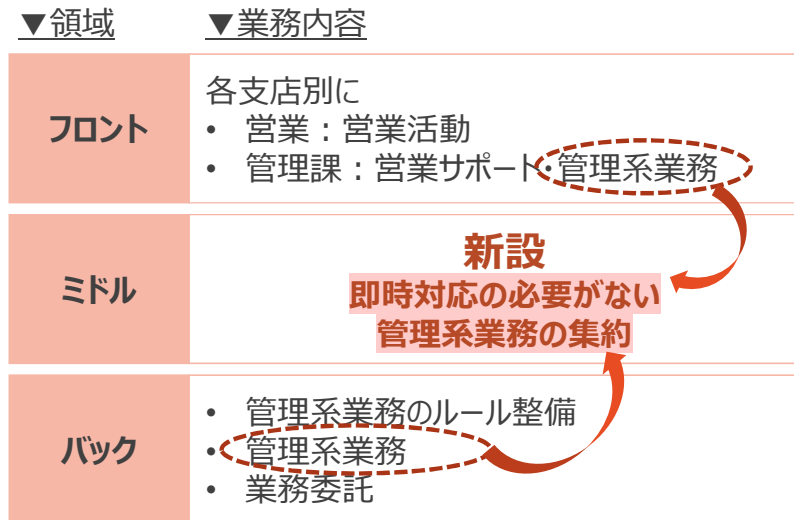 ▼領域 ▼業務内容
フロント
各支店別に
• 営業：営業活動
• 管理課：営業サポート・管理系業務
ミドル
新設
即時対応の必要がない
管理系業務の集約
バック
• 管理系業務のルール整備
• 管理系業務
• 業務委託